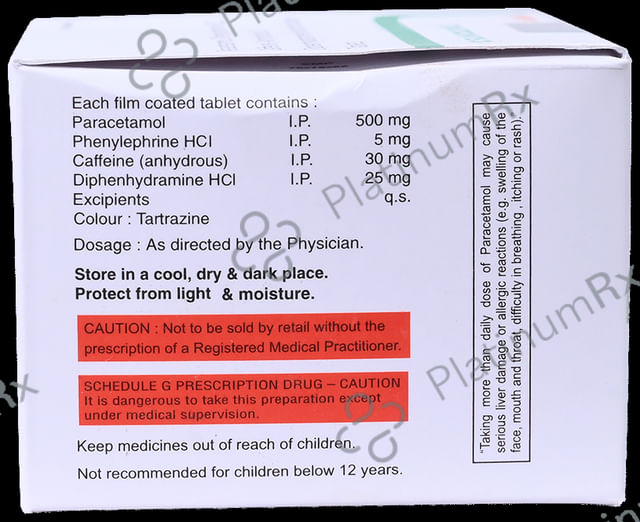 Each film coated tablet contains :
Paracetamol I.P. 500 mg
Phenylephrine HCl I.P. 5 mg
Caffeine (anhydrous) I.P. 30 mg
Diphenhydramine HCl I.P. 25 mg
Excipients q.s.
Colour : Tartrazine
Dosage : As directed by the Physician.
Store in a cool, dry & dark place.
Protect from light & moisture.
CAUTION : Not to be sold by retail without the
prescription of a Registered Medical Practitioner.
SCHEDULE G PRESCRIPTION DRUG – CAUTION
It is dangerous to take this preparation except
under medical supervision.
Keep medicines out of reach of children.
Not recommended for children below 12 years.
"Taking more than daily dose of Paracetamol may cause
serious liver damage or allergic reactions (e.g. swelling of the
face, mouth and throat, difficulty in breathing , itching or rash).
PlatinumRx
PlatinumRx
PlatinumRx